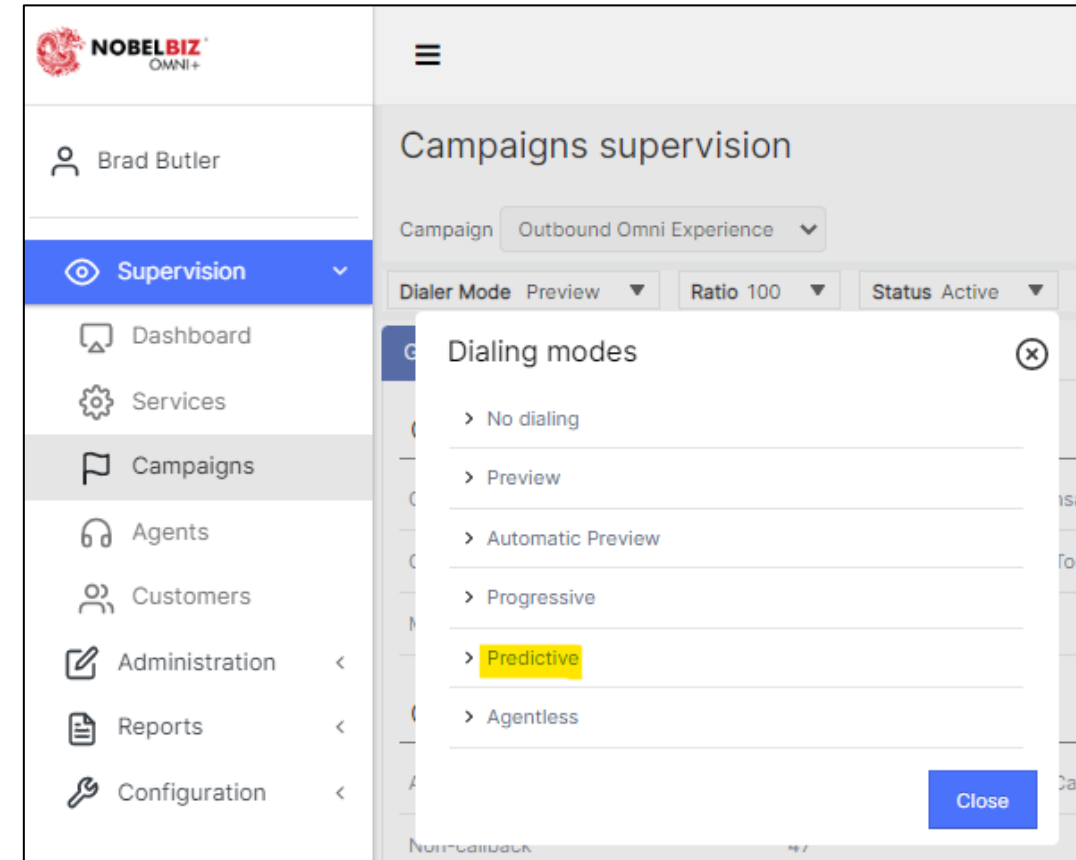 NOBELBIZ
OMNI+
Brad Butler
Campaigns supervision
Campaign Outbound Omni Experience
Supervision
Dialer Mode Preview Ratio 100 Status Active
Dashboard
Services
Campaigns
Agents
Customers
Administration
Reports
Configuration
Dialing modes
No dialing
Preview
Automatic Preview
Progressive
Predictive
Agentless
Close
Non-callback 47